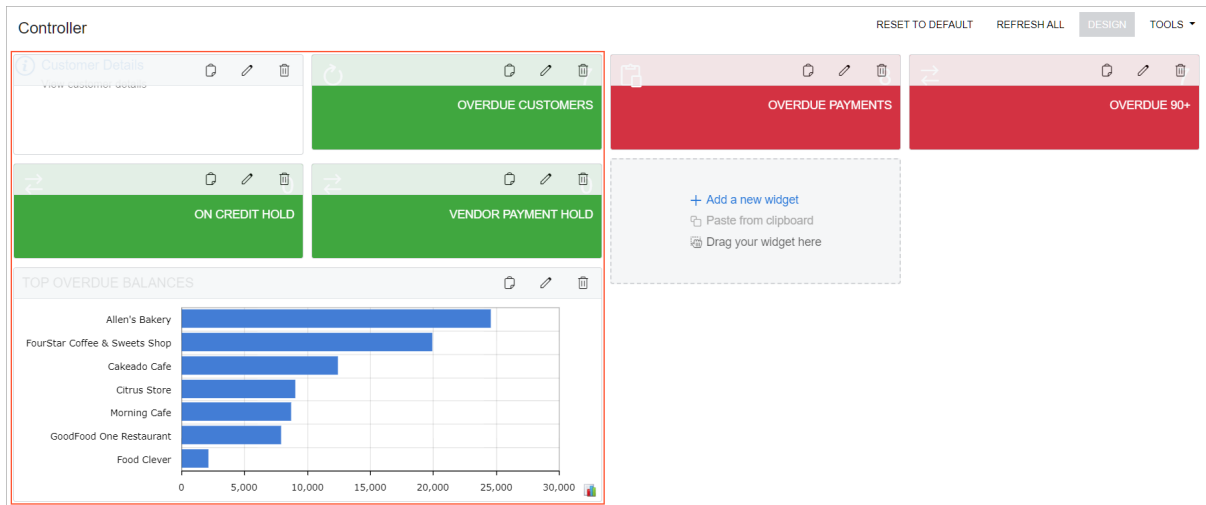 Controller
RESET TO DEFAULT REFRESH ALL DESIGN TOOLS
Customer Details
View customer details
OVERDUE CUSTOMERS
OVERDUE PAYMENTS
OVERDUE 90+
ON CREDIT HOLD
VENDOR PAYMENT HOLD
Add a new widget
Paste from clipboard
Drag your widget here
TOP OVERDUE BALANCES
Allen's Bakery
FourStar Coffee & Sweets Shop
Cakeado Cafe
Citrus Store
Morning Cafe
GoodFood One Restaurant
Food Clever
0 5,000 10,000 15,000 20,000 25,000 30,000